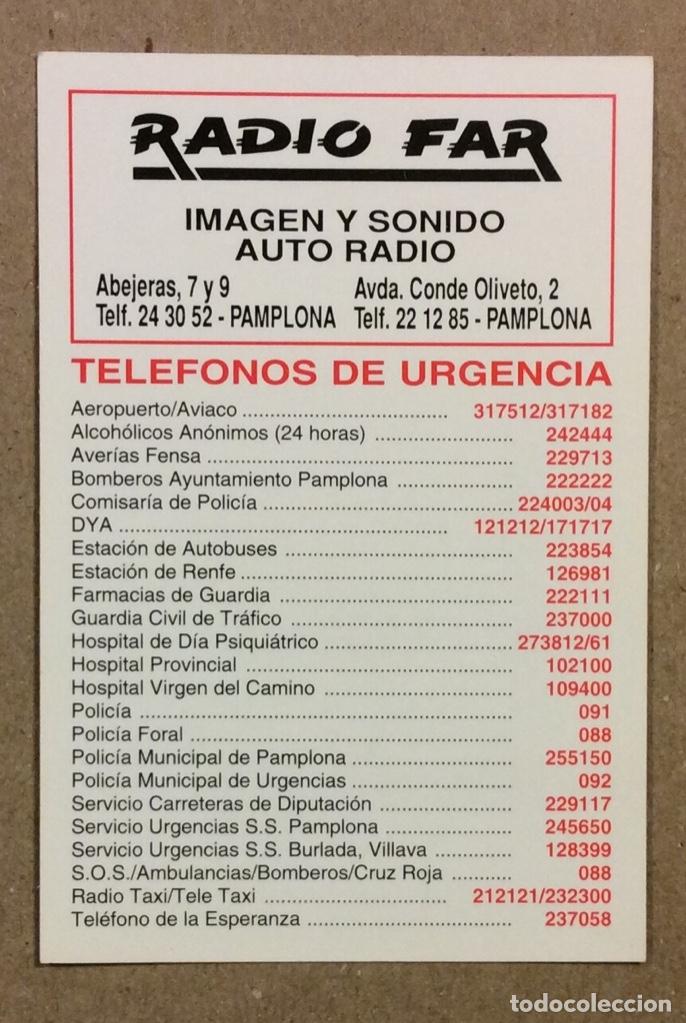 RADIO FAR
IMAGEN Y SONIDO
AUTO RADIO
Abejeras, 7 y 9 Avda. Conde Oliveto, 2
Telf. 24 30 52 - PAMPLONA Telf. 22 12 85 - PAMPLONA
TELEFONOS DE URGENCIA
Aeropuerto/Aviaco .................................. 317512/317182
Alcohólicos Anónimos (24 horas) ....................... 242444
Averías Fensa ................................................... 229713
Bomberos Ayuntamiento Pamplona ................... 222222
Comisaría de Policía .......................................... 224003/04
DYA ....................................................... 121212/171717
Estación de Autobuses ...................................... 223854
Estación de Renfe .............................................. 126981
Farmacias de Guardia ....................................... 222111
Guardia Civil de Tráfico ..................................... 237000
Hospital de Día Psiquiátrico ................................ 273812/61
Hospital Provincial ............................................ 102100
Hospital Virgen del Camino ................................ 109400
Policía .............................................................. 091
Policía Foral ...................................................... 088
Policía Municipal de Pamplona ........................... 255150
Policía Municipal de Urgencias ........................... 092
Servicio Carreteras de Diputación ...................... 229117
Servicio Urgencias S.S. Pamplona ...................... 245650
Servicio Urgencias S.S. Burlada, Villava ............. 128399
S.O.S./Ambulancias/Bomberos/Cruz Roja .......... 088
Radio Taxi/Tele Taxi .............................. 212121/232300
Teléfono de la Esperanza .................................. 237058
todocoleccion